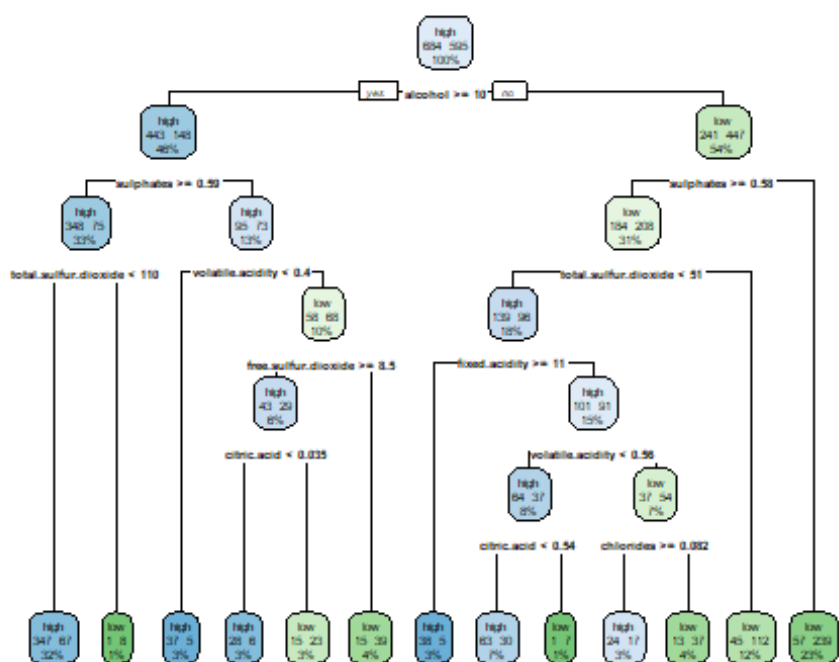 high
684 595
100%
yes alcohol >= 10 no
high
443 148
46%
low
241 447
54%
sulphates >= 0.59
sulphates >= 0.58
high
348 75
33%
high
95 73
13%
low
184 208
31%
total.sulfur.dioxide < 110
volatile.acidity < 0.4
total.sulfur.dioxide < 51
low
58 68
10%
high
139 96
18%
free.sulfur.dioxide >= 8.5
fixed.acidity >= 11
high
43 29
6%
high
101 91
15%
citric.acid < 0.035
volatile.acidity < 0.56
high
64 37
8%
low
37 54
7%
citric.acid < 0.54
chlorides >= 0.082
high
347 67
32%
low
1 8
1%
high
37 5
3%
high
28 6
3%
low
15 23
3%
low
15 39
4%
high
38 5
3%
high
63 30
7%
low
1 7
1%
high
24 17
3%
low
13 37
4%
low
45 112
12%
low
57 239
23%